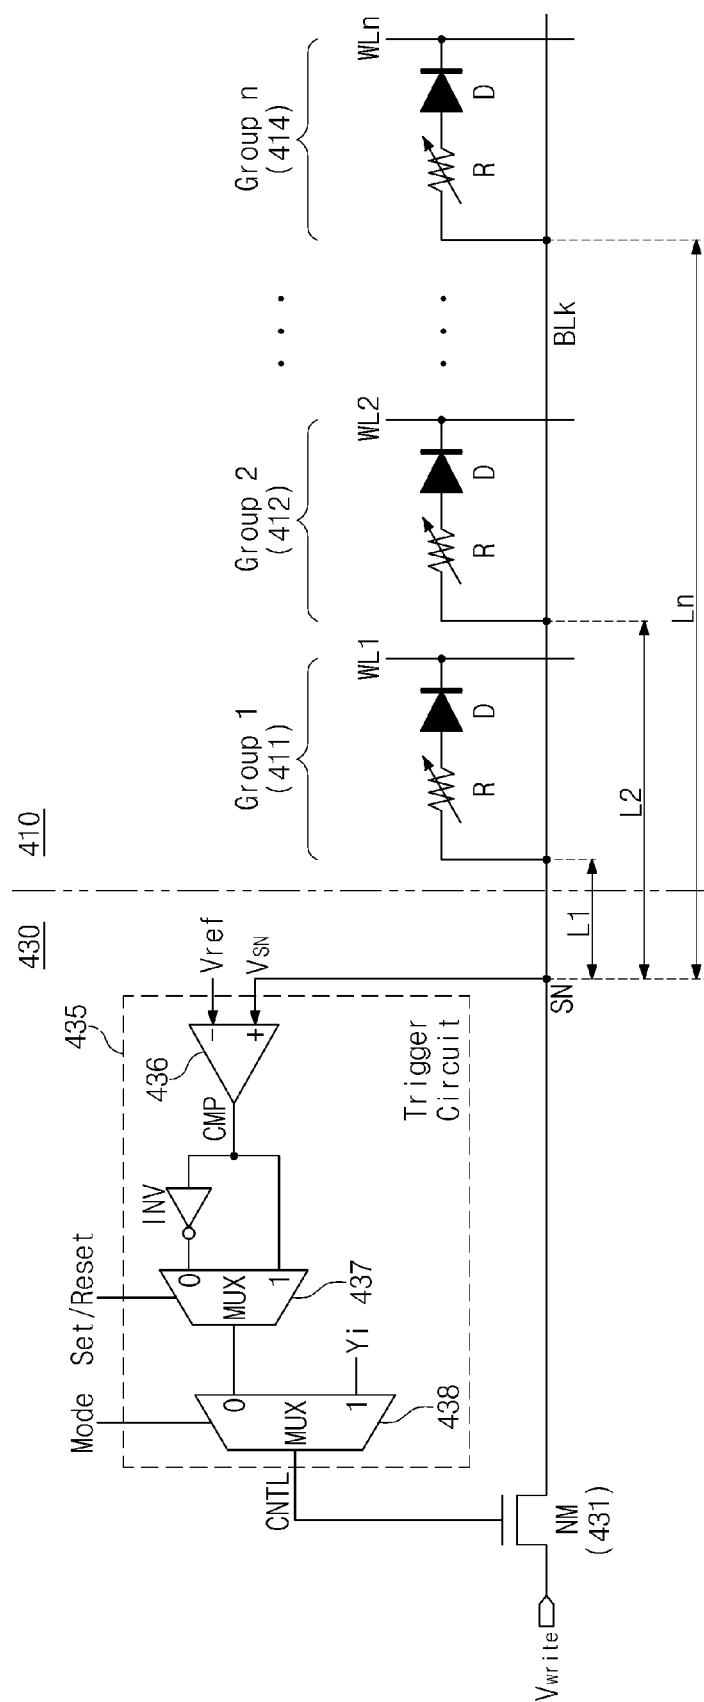 430
410
435
Mode
Set/Reset
INV
CMP
436
Vref
VSN
−
+
0
1
MUX
437
0
1
MUX
Yi
438
Trigger
Circuit
CNTL
NM
(431)
Vwrite
SN
Group 1
(411)
WL1
R
D
Group 2
(412)
WL2
R
D
Group n
(414)
WLn
R
D
BLk
L1
L2
Ln